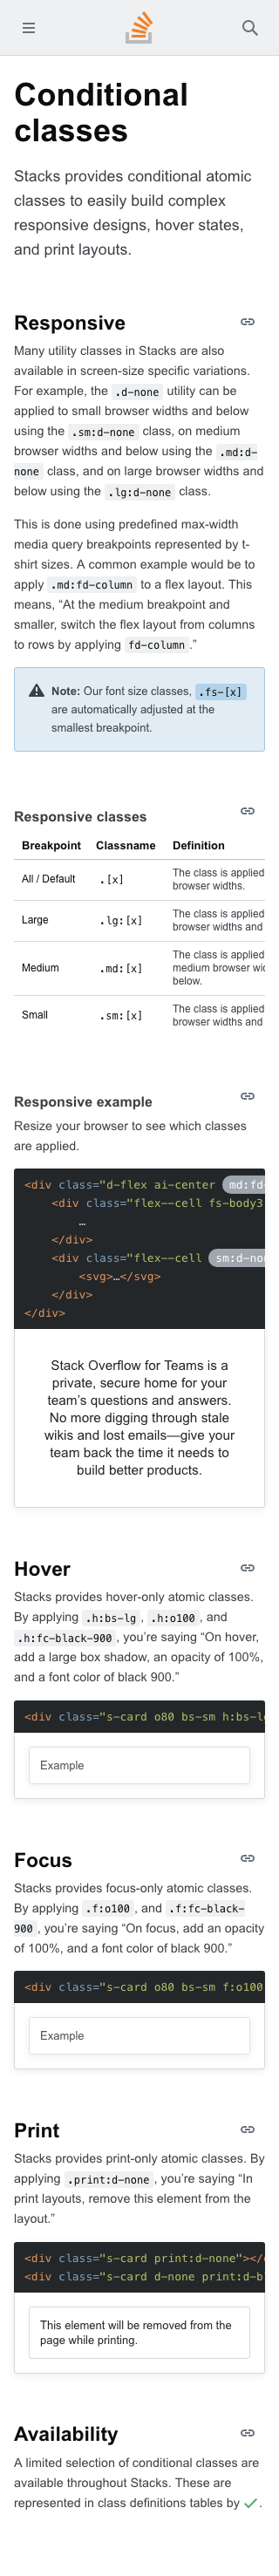 Conditional
classes
Stacks provides conditional atomic
classes to easily build complex
responsive designs, hover states,
and print layouts.
Responsive
Many utility classes in Stacks are also
available in screen-size specific variations.
For example, the .d-none utility can be
applied to small browser widths and below
using the .sm:d-none class, on medium
browser widths and below using the .md:d-
none class, and on large browser widths and
below using the .lg:d-none class.
This is done using predefined max-width
media query breakpoints represented by t-
shirt sizes. A common example would be to
apply .md:fd-column to a flex layout. This
means, “At the medium breakpoint and
smaller, switch the flex layout from columns
to rows by applying fd-column.”
Note: Our font size classes, .fs-[x]
are automatically adjusted at the
smallest breakpoint.
Responsive classes
Breakpoint Classname Definition
All / Default .[x] The class is applied
browser widths.
Large .lg:[x] The class is applied
browser widths and
Medium .md:[x] The class is applied
medium browser wi
below.
Small .sm:[x] The class is applied
browser widths and
Responsive example
Resize your browser to see which classes
are applied.
<div class="d-flex ai-center md:fd-
<div class="flex--cell fs-body3
…
</div>
<div class="flex--cell sm:d-no
<svg>…</svg>
</div>
</div>
Stack Overflow for Teams is a
private, secure home for your
team’s questions and answers.
No more digging through stale
wikis and lost emails—give your
team back the time it needs to
build better products.
Hover
Stacks provides hover-only atomic classes.
By applying .h:bs-lg, .h:o100, and
.h:fc-black-900, you’re saying “On hover,
add a large box shadow, an opacity of 100%,
and a font color of black 900.”
<div class="s-card o80 bs-sm h:bs-l
Example
Focus
Stacks provides focus-only atomic classes.
By applying .f:o100, and .f:fc-black-
900, you’re saying “On focus, add an opacity
of 100%, and a font color of black 900.”
<div class="s-card o80 bs-sm f:o100
Example
Print
Stacks provides print-only atomic classes. By
applying .print:d-none, you’re saying “In
print layouts, remove this element from the
layout.”
<div class="s-card print:d-none"></
<div class="s-card d-none print:d-b
This element will be removed from the
page while printing.
Availability
A limited selection of conditional classes are
available throughout Stacks. These are
represented in class definitions tables by ✓.